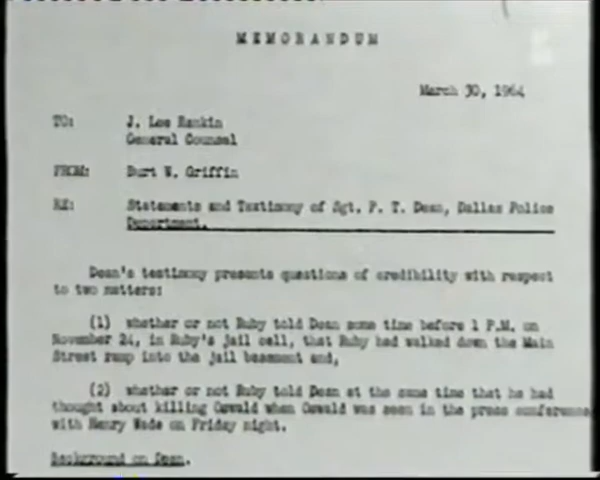 MEMORANDUM
March 30, 1964
TO: J. Lee Rankin
General Counsel
FROM: Burt W. Griffin
RE: Statements and Testimony of Sgt. P. T. Dean, Dallas Police
Department.
Dean's testimony presents questions of credibility with respect
to two matters:
(1) whether or not Ruby told Dean some time before 1 P.M. on
November 24, in Ruby's jail cell, that Ruby had walked down the Main
Street ramp into the jail basement and,
(2) whether or not Ruby told Dean at the same time that he had
thought about killing Oswald when Oswald was seen in the press conference
with Henry Wade on Friday night.
Background on Dean.